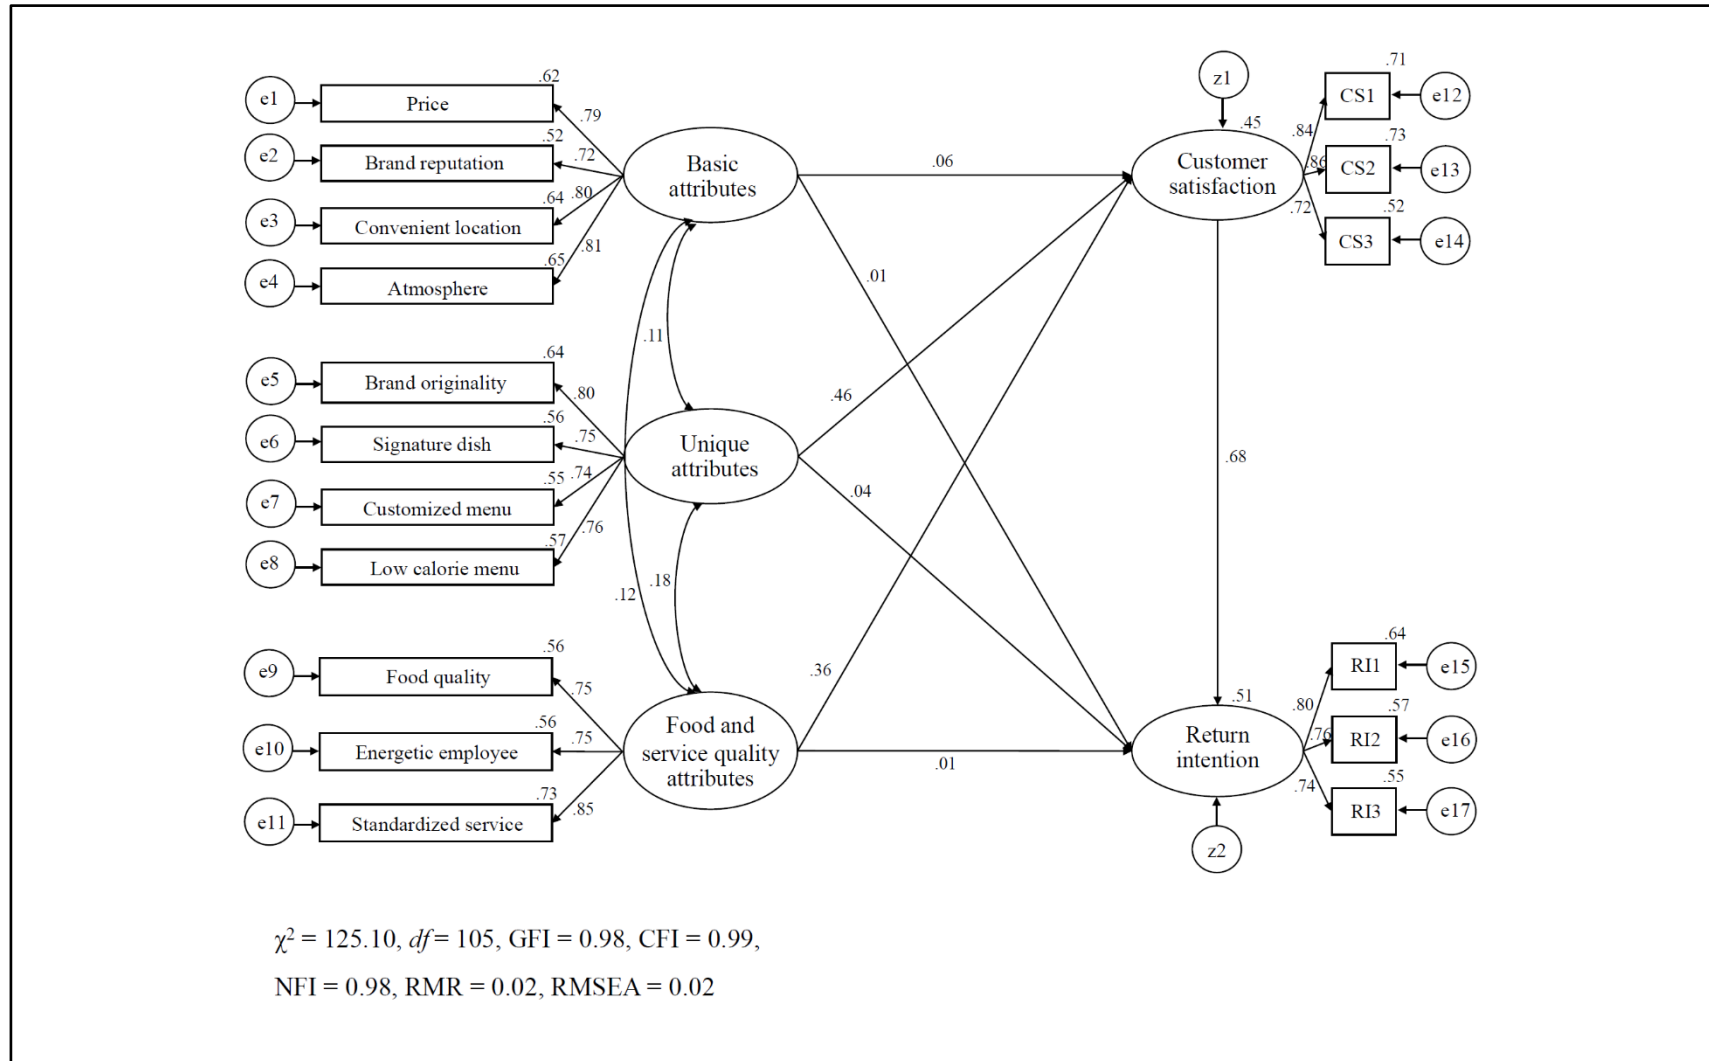 e1
.62
Price
.79
e2
.52
Brand reputation
.72
e3
.64
Convenient location
.80
e4
.65
Atmosphere
.81
Basic
attributes
e5
.64
Brand originality
.80
e6
.56
Signature dish
.75
e7
.55
Customized menu
.74
e8
.57
Low calorie menu
.76
Unique
attributes
e9
.56
Food quality
.75
e10
.56
Energetic employee
.75
e11
.73
Standardized service
.85
Food and
service quality
attributes
.11
.12
.18
.06
.01
.46
.04
.36
.01
.68
z1
.45
Customer
satisfaction
.84
.86
.72
.71
CS1
e12
.73
CS2
e13
.52
CS3
e14
.51
Return
intention
z2
.80
.76
.74
.64
RI1
e15
.57
RI2
e16
.55
RI3
e17
χ² = 125.10, df = 105, GFI = 0.98, CFI = 0.99,
NFI = 0.98, RMR = 0.02, RMSEA = 0.02